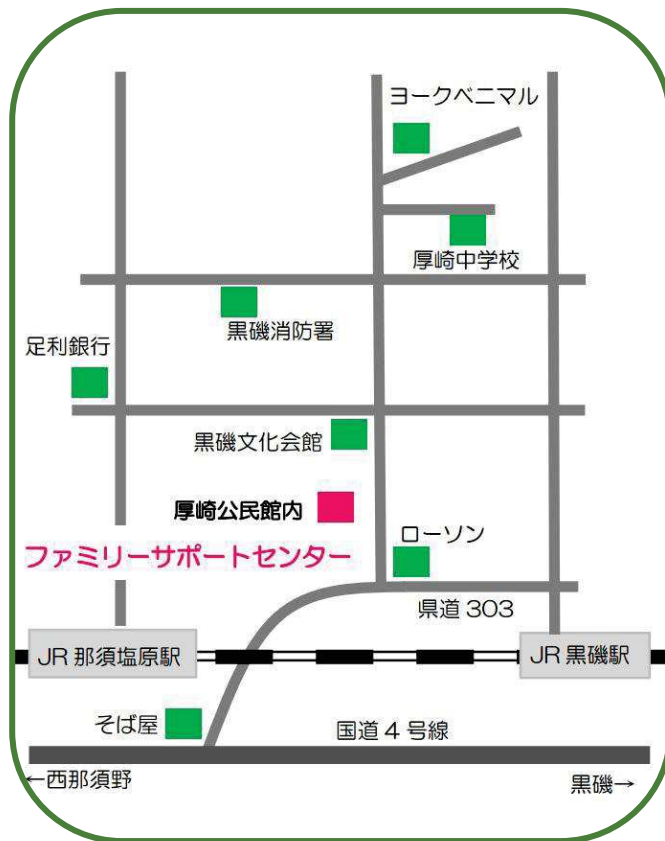 ヨークベニマル
厚崎中学校
黒磯消防署
足利銀行
黒磯文化会館
厚崎公民館内
ファミリーサポートセンター
ローソン
県道 303
JR 那須塩原駅
JR 黒磯駅
そば屋
国道 4 号線
←西那須野
黒磯→